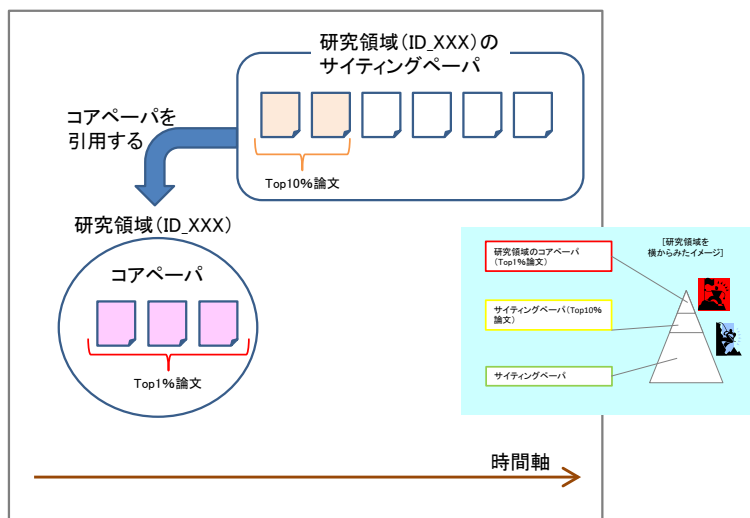 研究領域(ID_XXX)の
サイティングペーパ
コアペーパを
引用する
Top10%論文
研究領域(ID_XXX)
コアペーパ
Top1%論文
[研究領域を
横からみたイメージ]
研究領域のコアペーパ
(Top1%論文)
サイティングペーパ(Top10%
論文)
サイティングペーパ
時間軸